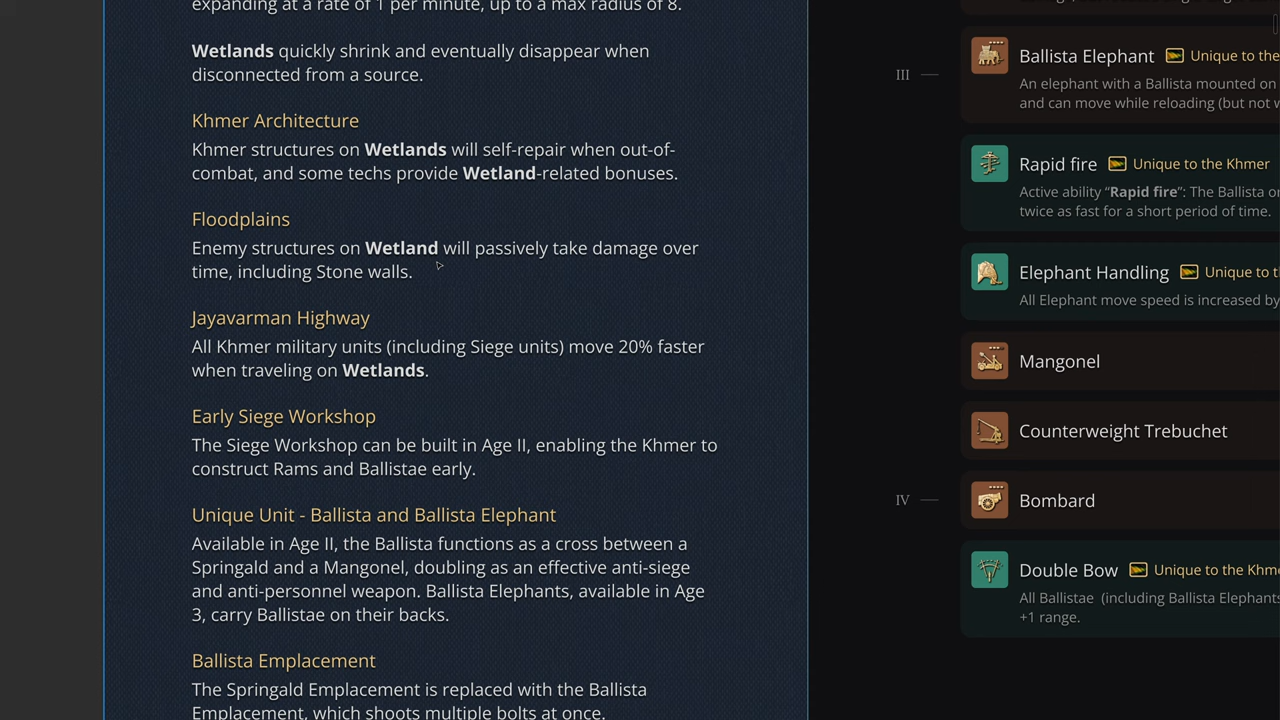 expanding at a rate of 1 per minute, up to a max radius of 8.
Wetlands quickly shrink and eventually disappear when
disconnected from a source.
Khmer Architecture
Khmer structures on Wetlands will self-repair when out-of-
combat, and some techs provide Wetland-related bonuses.
Floodplains
Enemy structures on Wetland will passively take damage over
time, including Stone walls.
Jayavarman Highway
All Khmer military units (including Siege units) move 20% faster
when traveling on Wetlands.
Early Siege Workshop
The Siege Workshop can be built in Age II, enabling the Khmer to
construct Rams and Ballistae early.
Unique Unit - Ballista and Ballista Elephant
Available in Age II, the Ballista functions as a cross between a
Springald and a Mangonel, doubling as an effective anti-siege
and anti-personnel weapon. Ballista Elephants, available in Age
3, carry Ballistae on their backs.
Ballista Emplacement
The Springald Emplacement is replaced with the Ballista
Emplacement, which shoots multiple bolts at once.
III
Ballista Elephant Unique to the
An elephant with a Ballista mounted on
and can move while reloading (but not
Rapid fire Unique to the Khmer
Active ability “Rapid fire”: The Ballista
twice as fast for a short period of time.
Elephant Handling Unique to
All Elephant move speed is increased by
Mangonel
Counterweight Trebuchet
IV
Bombard
Double Bow Unique to the
All Ballistae (including Ballista Elephants
+1 range.